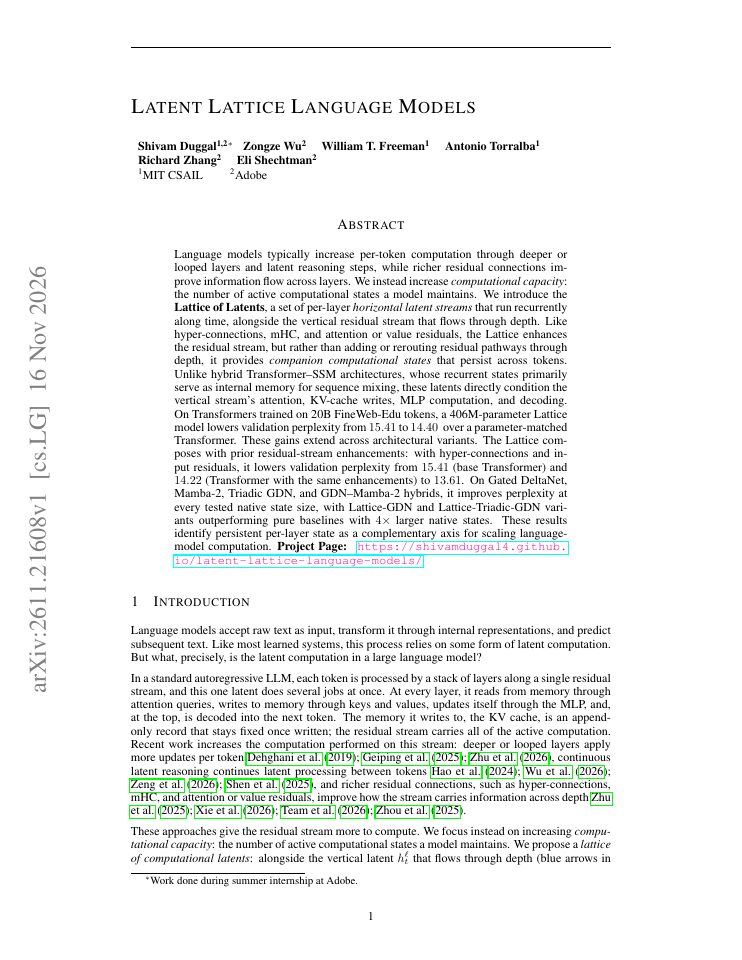 LATENT LATTICE LANGUAGE MODELS
Shivam Duggal1,2∗ Zongze Wu2 William T. Freeman1 Antonio Torralba1
Richard Zhang2 Eli Shechtman2
1MIT CSAIL 2Adobe
ABSTRACT
Language models typically increase per-token computation through deeper or
looped layers and latent reasoning steps, while richer residual connections im-
prove information flow across layers. We instead increase computational capacity:
the number of active computational states a model maintains. We introduce the
Lattice of Latents, a set of per-layer horizontal latent streams that run recurrently
along time, alongside the vertical residual stream that flows through depth. Like
hyper-connections, mHC, and attention or value residuals, the Lattice enhances
the residual stream, but rather than adding or rerouting residual pathways through
depth, it provides companion computational states that persist across tokens.
Unlike hybrid Transformer–SSM architectures, whose recurrent states primarily
serve as internal memory for sequence mixing, these latents directly condition the
vertical stream's attention, KV-cache writes, MLP computation, and decoding.
On Transformers trained on 20B FineWeb-Edu tokens, a 406M-parameter Lattice
model lowers validation perplexity from 15.41 to 14.40 over a parameter-matched
Transformer. These gains extend across architectural variants. The Lattice com-
poses with prior residual-stream enhancements: with hyper-connections and in-
put residuals, it lowers validation perplexity from 15.41 (base Transformer) and
14.22 (Transformer with the same enhancements) to 13.61. On Gated DeltaNet,
Mamba-2, Triadic GDN, and GDN–Mamba-2 hybrids, it improves perplexity at
every tested native state size, with Lattice-GDN and Lattice-Triadic-GDN vari-
ants outperforming pure baselines with 4× larger native states. These results
identify persistent per-layer state as a complementary axis for scaling language-
model computation. Project Page: https://shivamduggal4.github.
io/latent-lattice-language-models/
1 INTRODUCTION
Language models accept raw text as input, transform it through internal representations, and predict
subsequent text. Like most learned systems, this process relies on some form of latent computation.
But what, precisely, is the latent computation in a large language model?
In a standard autoregressive LLM, each token is processed by a stack of layers along a single residual
stream, and this one latent does several jobs at once. At every layer, it reads from memory through
attention queries, writes to memory through keys and values, updates itself through the MLP, and,
at the top, is decoded into the next token. The memory it writes to, the KV cache, is an append-
only record that stays fixed once written; the residual stream carries all of the active computation.
Recent work increases the computation performed on this stream: deeper or looped layers apply
more updates per token Dehghani et al. (2019); Geiping et al. (2025); Zhu et al. (2026), continuous
latent reasoning continues latent processing between tokens Hao et al. (2024); Wu et al. (2026);
Zeng et al. (2026); Shen et al. (2025), and richer residual connections, such as hyper-connections,
mHC, and attention or value residuals, improve how the stream carries information across depth Zhu
et al. (2025); Xie et al. (2026); Team et al. (2026); Zhou et al. (2025).
These approaches give the residual stream more to compute. We focus instead on increasing compu-
tational capacity: the number of active computational states a model maintains. We propose a lattice
of computational latents: alongside the vertical latent hℓt that flows through depth (blue arrows in
∗Work done during summer internship at Adobe.
1
arXiv:2611.21608v1 [cs.LG] 16 Nov 2026